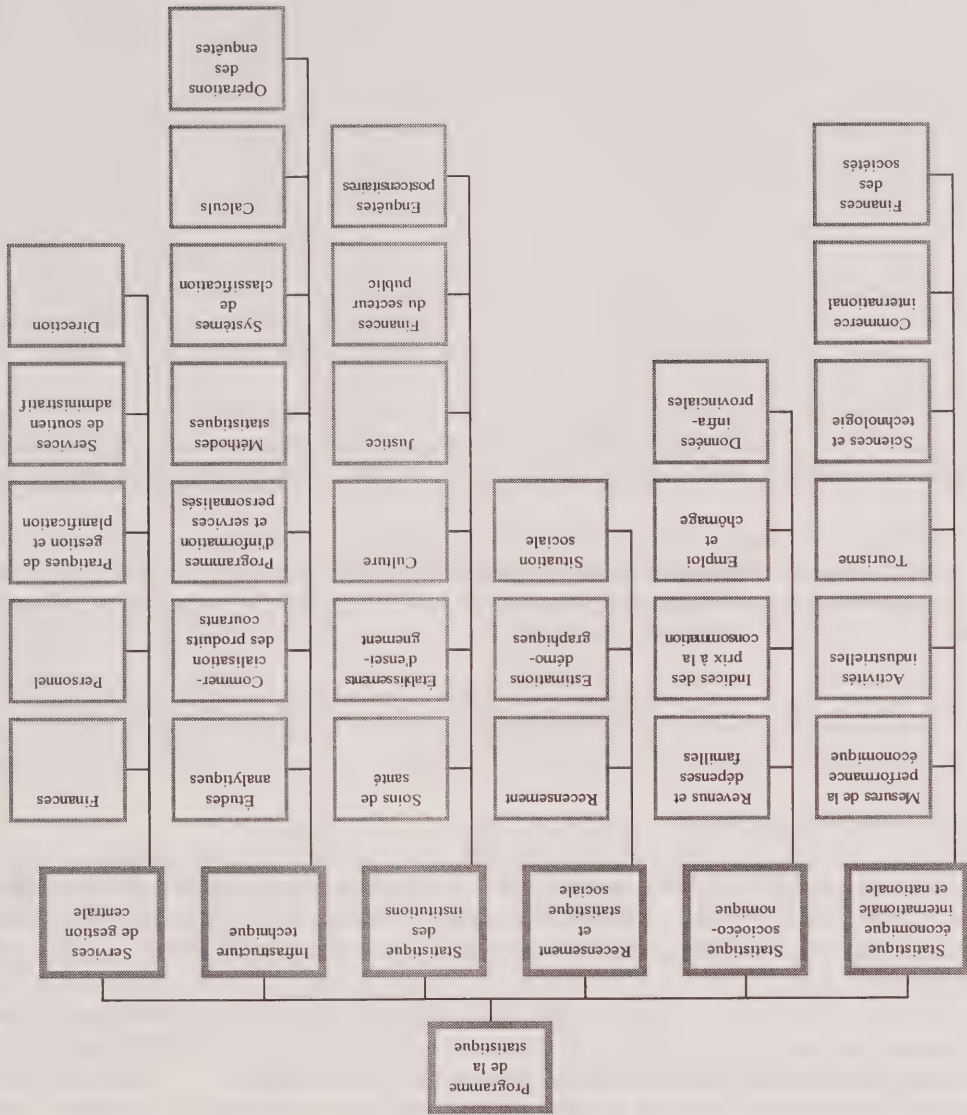 Programme
de la
statistique
Statistique
économique
internationale
et nationale
Mesures de la
performance
économique
Activités
industrielles
Tourisme
Sciences et
technologie
Commerce
international
Finances
des
sociétés
Statistique
socioéco-
nomique
Revenus et
dépenses
familles
Indices des
prix à la
consommation
Emploi
et
chômage
Données
infra-
provinciales
Recensement
et
statistique
sociale
Recensement
Estimations
démo-
graphiques
Situation
sociale
Statistique
des
institutions
Soins de
santé
Établissements
d'ensei-
gnement
Culture
Justice
Finances
du secteur
public
Enquêtes
postcensitaires
Infrastructure
technique
Études
analytiques
Commer-
cialisation
des produits
courants
Programmes
d'information
et services
personnalisés
Méthodes
statistiques
Systèmes
de
classification
Calculs
Opérations
des
enquêtes
Services
de gestion
centrale
Finances
Personnel
Pratiques de
gestion et
planification
Services
de soutien
administratif
Direction